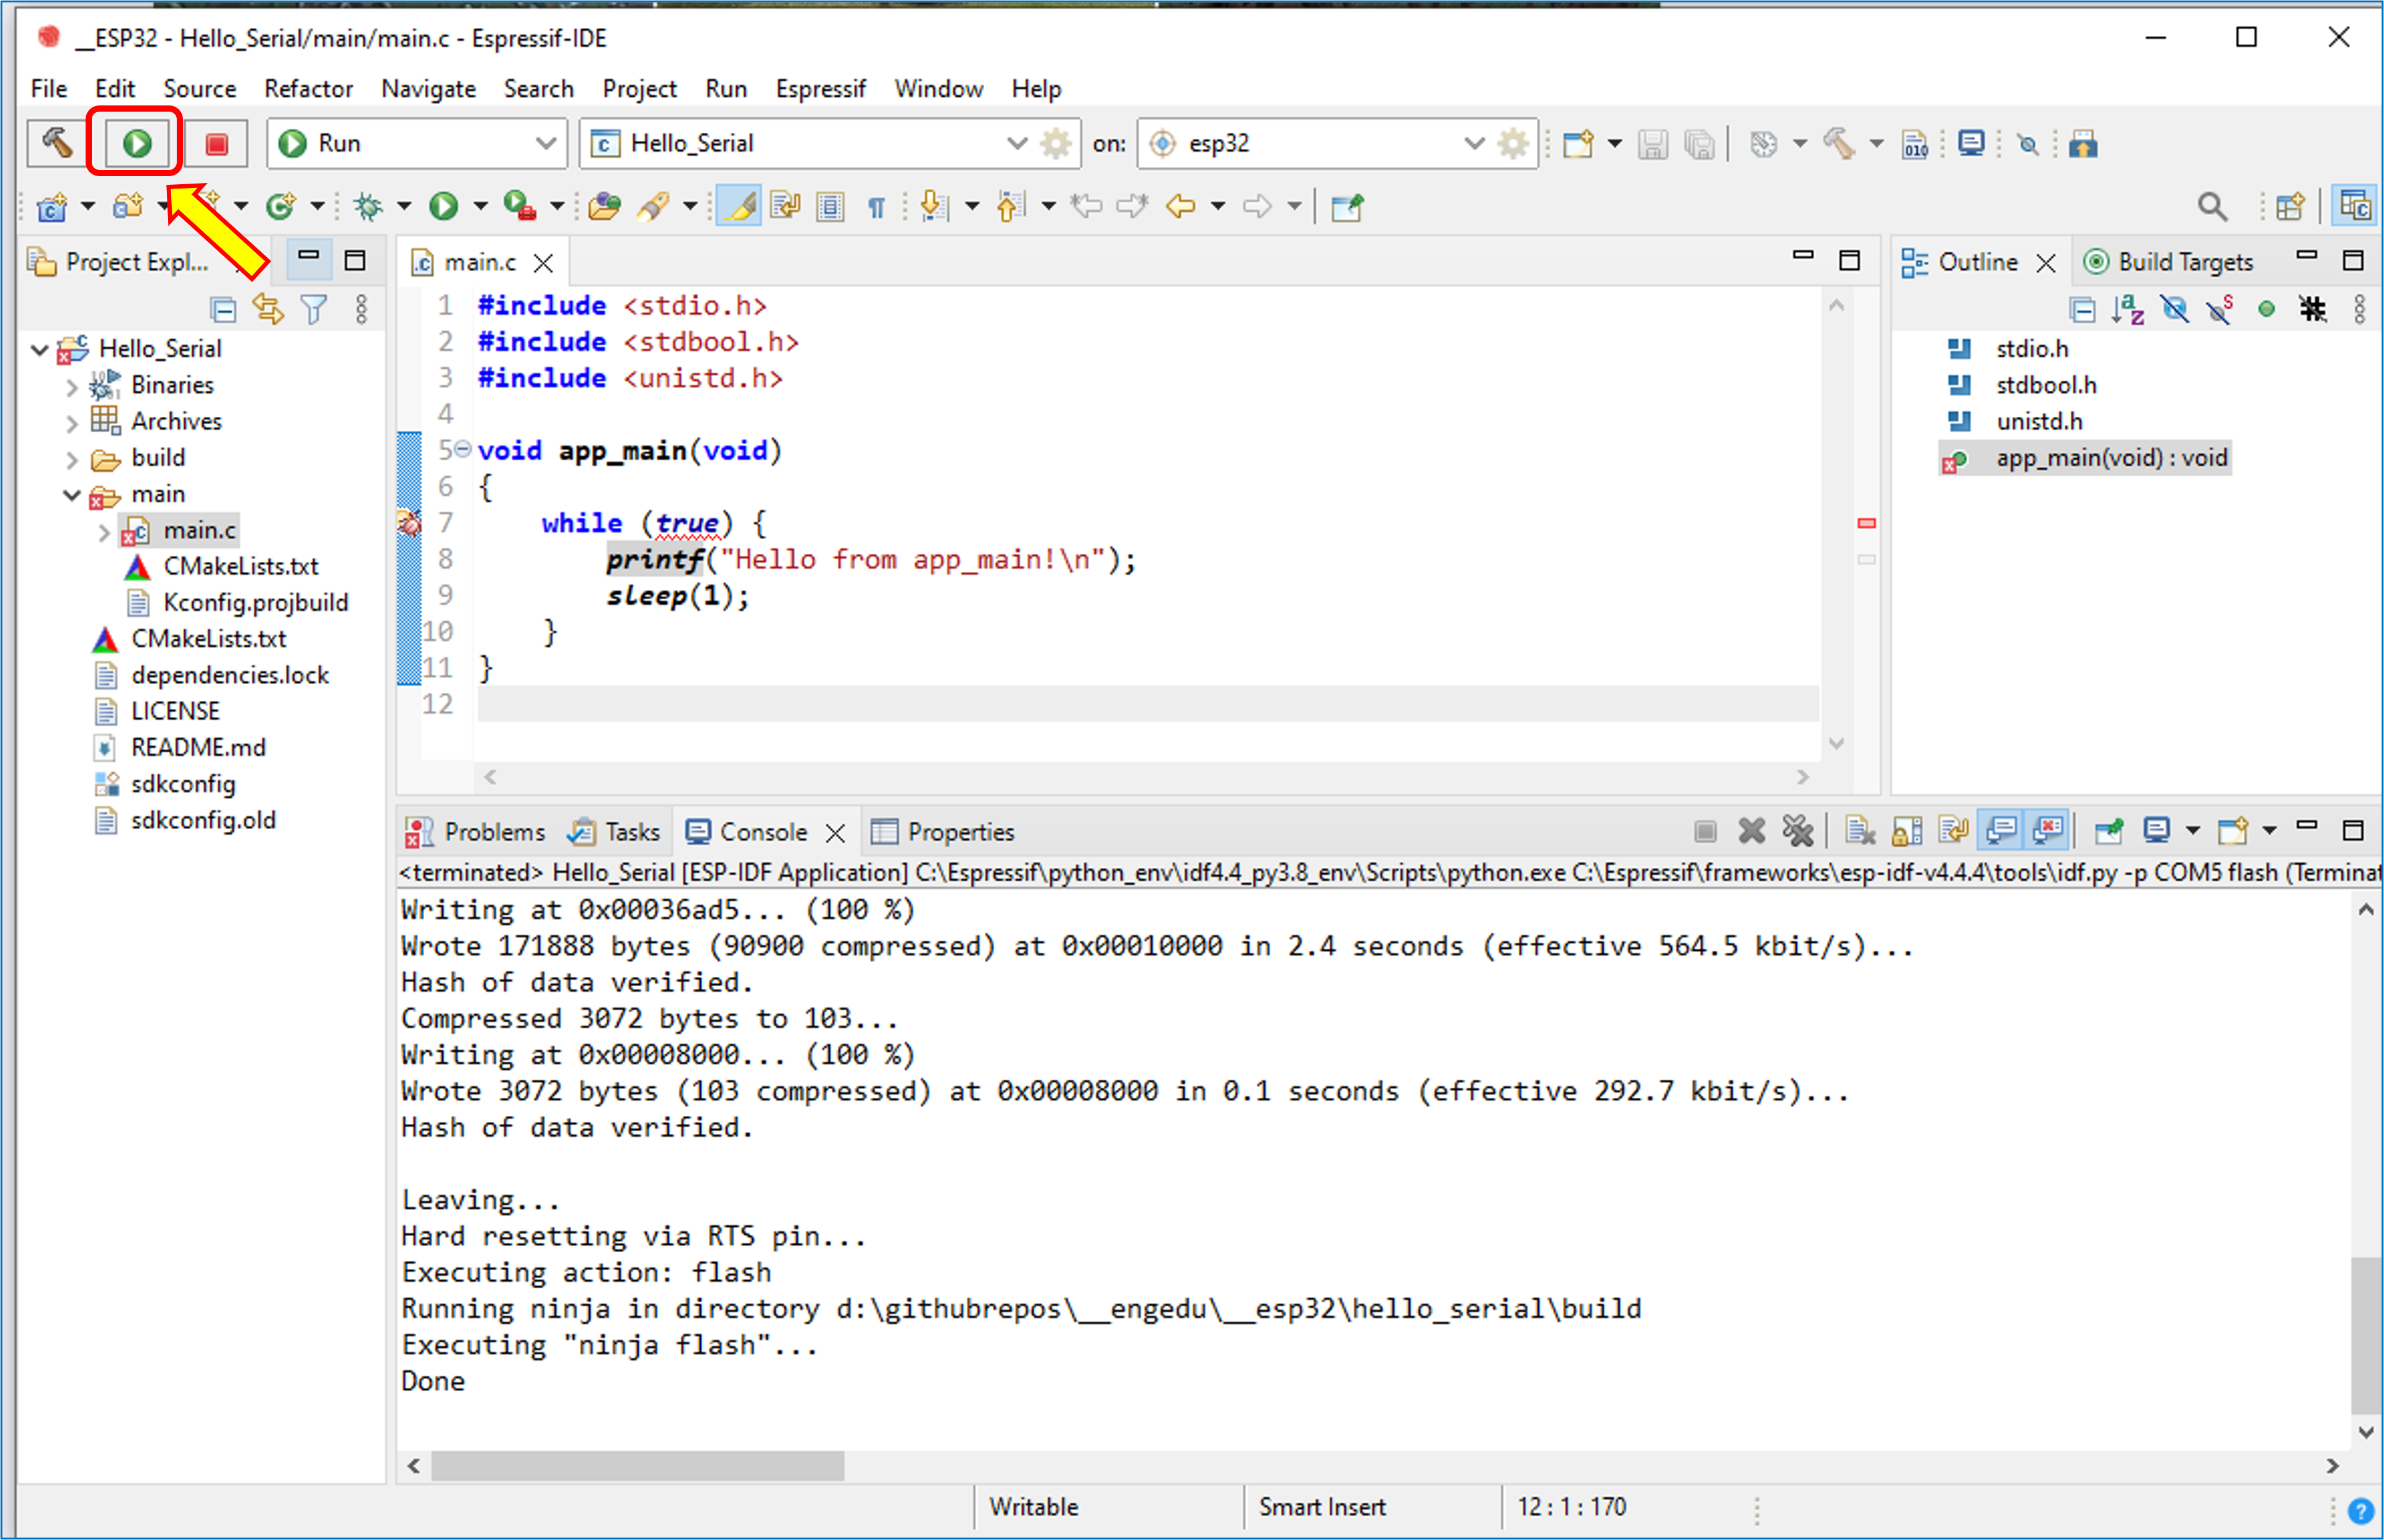 __ESP32 - Hello_Serial/main/main.c - Espressif-IDE
File Edit Source Refactor Navigate Search Project Run Espressif Window Help
Run Hello_Serial on: esp32
Project Expl...
Hello_Serial
Binaries
Archives
build
main
main.c
CMakeLists.txt
Kconfig.projbuild
CMakeLists.txt
dependencies.lock
LICENSE
README.md
sdkconfig
sdkconfig.old
main.c
1 #include <stdio.h>
2 #include <stdbool.h>
3 #include <unistd.h>
4
5 void app_main(void)
6 {
7 while (true) {
8 printf("Hello from app_main!\n");
9 sleep(1);
10 }
11 }
12
Outline Build Targets
stdio.h
stdbool.h
unistd.h
app_main(void) : void
Problems Tasks Console Properties
<terminated> Hello_Serial [ESP-IDF Application] C:\Espressif\python_env\idf4.4_py3.8_env\Scripts\python.exe C:\Espressif\frameworks\esp-idf-v4.4.4\tools\idf.py -p COM5 flash (Terminat
Writing at 0x00036ad5... (100 %)
Wrote 171888 bytes (90900 compressed) at 0x00010000 in 2.4 seconds (effective 564.5 kbit/s)...
Hash of data verified.
Compressed 3072 bytes to 103...
Writing at 0x00008000... (100 %)
Wrote 3072 bytes (103 compressed) at 0x00008000 in 0.1 seconds (effective 292.7 kbit/s)...
Hash of data verified.
Leaving...
Hard resetting via RTS pin...
Executing action: flash
Running ninja in directory d:\githubrepos\__engedu\__esp32\hello_serial\build
Executing "ninja flash"...
Done
Writable Smart Insert 12 : 1 : 170